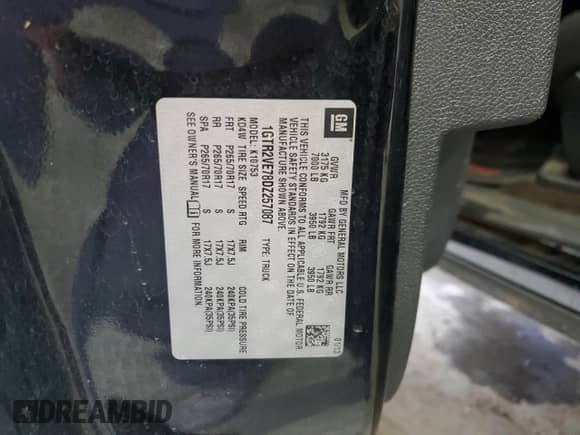 GM
MFD BY GENERAL MOTORS LLC
01/13
GVWR GAWR FRT GAWR RR
3175 KG 1792 KG 1792 KG
7000 LB 3950 LB 3950 LB
THIS VEHICLE CONFORMS TO ALL APPLICABLE U.S. FEDERAL MOTOR
VEHICLE SAFETY STANDARDS IN EFFECT ON THE DATE OF
MANUFACTURE SHOWN ABOVE.
1GTR2VE78DZ257087 TYPE: TRUCK
MODEL: K10753
KD4W TIRE SIZE SPEED RTG RIM COLD TIRE PRESSURE
FRT P265/70R17 S 17X7.5J 240KPA(35PSI)
RR P265/70R17 S 17X7.5J 240KPA(35PSI)
SPA P265/70R17 S 17X7.5J 240KPA(35PSI)
SEE OWNER'S MANUAL FOR MORE INFORMATION.
DREAMBID